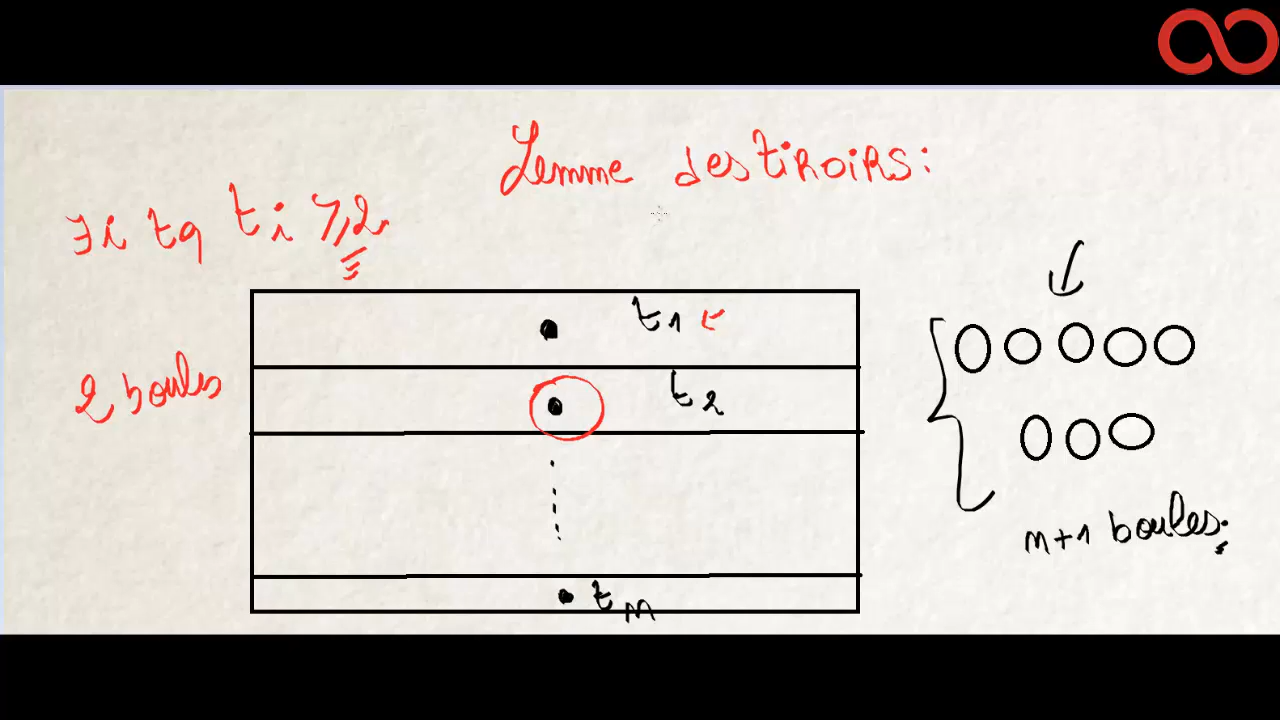 Lemme des tiroirs:
∃i tq ti ≥ 2
t1 t
t2
2 boules
tn
n+1 boules.